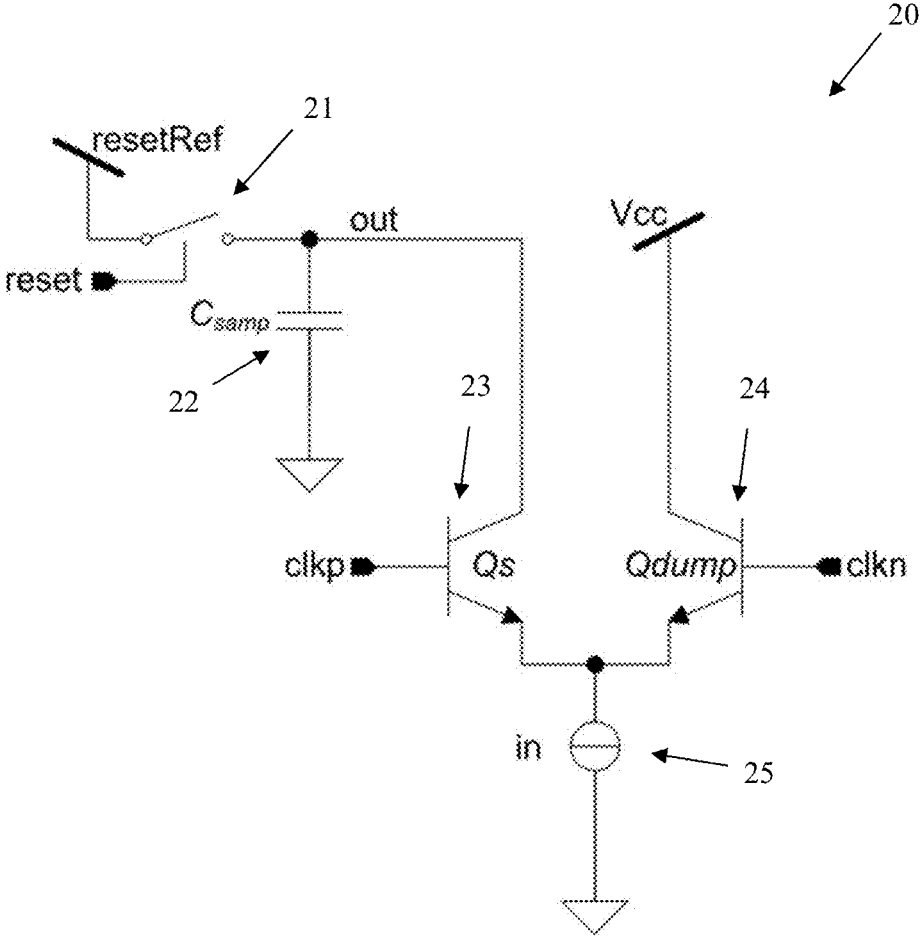 20
resetRef
21
out
Vcc
reset
Csamp
22
23
24
clkp
Qs
Qdump
clkn
in
25